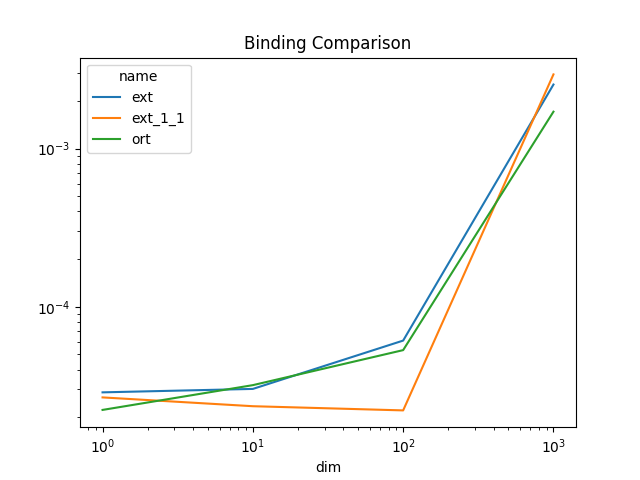 Binding Comparison
name
ext
ext_1_1
ort
10⁻³
10⁻⁴
10⁰ 10¹ 10² 10³
dim